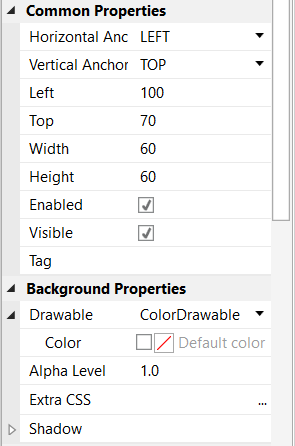 Common Properties
Horizontal Anc LEFT
Vertical Anchor TOP
Left 100
Top 70
Width 60
Height 60
Enabled
Visible
Tag
Background Properties
Drawable ColorDrawable
Color Default color
Alpha Level 1.0
Extra CSS ...
Shadow